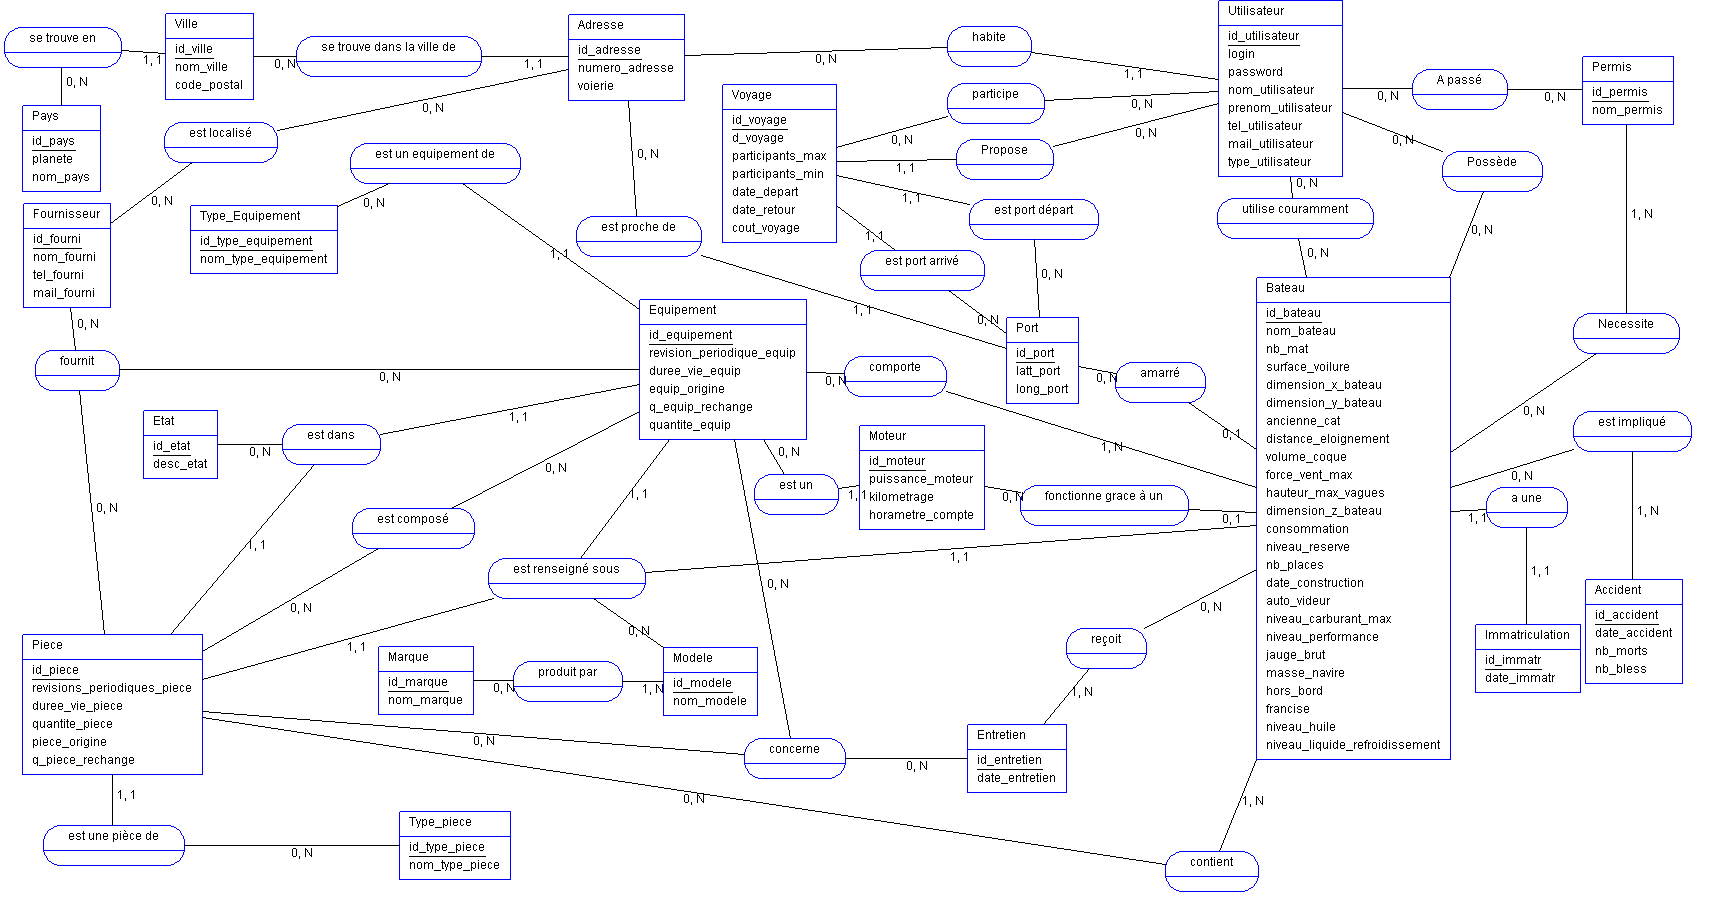 se trouve en
1, 1
0, N
Ville
id_ville
nom_ville
code_postal
0, N
se trouve dans la ville de
1, 1
Adresse
id_adresse
numero_adresse
voierie
0, N
habite
1, 1
Utilisateur
id_utilisateur
login
password
nom_utilisateur
prenom_utilisateur
tel_utilisateur
mail_utilisateur
type_utilisateur
0, N
A passé
0, N
Permis
id_permis
nom_permis
Pays
id_pays
planete
nom_pays
est localisé
0, N
0, N
Voyage
id_voyage
d_voyage
participants_max
participants_min
date_depart
date_retour
cout_voyage
participe
0, N
0, N
Propose
1, 1
0, N
0, N
Possède
0, N
est un equipement de
0, N
1, 1
0, N
est proche de
1, 1
1, 1
est port départ
0, N
1, 1
est port arrivé
0, N
0, N
utilise couramment
0, N
1, N
Necessite
0, N
Fournisseur
id_fourni
nom_fourni
tel_fourni
mail_fourni
Type_Equipement
id_type_equipement
nom_type_equipement
0, N
fournit
0, N
0, N
Equipement
id_equipement
revision_periodique_equip
duree_vie_equip
equip_origine
q_equip_rechange
quantite_equip
0, N
comporte
1, N
Port
id_port
latt_port
long_port
0, N
amarré
0, 1
Bateau
id_bateau
nom_bateau
nb_mat
surface_voilure
dimension_x_bateau
dimension_y_bateau
ancienne_cat
distance_eloignement
volume_coque
force_vent_max
hauteur_max_vagues
dimension_z_bateau
consommation
niveau_reserve
nb_places
date_construction
auto_videur
niveau_carburant_max
niveau_performance
jauge_brut
masse_navire
hors_bord
francise
niveau_huile
niveau_liquide_refroidissement
est impliqué
0, N
1, N
a une
1, 1
1, 1
Etat
id_etat
desc_etat
0, N
est dans
1, 1
1, 1
0, N
est composé
0, N
0, N
est un
1, 1
Moteur
id_moteur
puissance_moteur
kilometrage
horametre_compte
0, N
fonctionne grace à un
0, 1
1, 1
est renseigné sous
1, 1
1, 1
0, N
0, N
Accident
id_accident
date_accident
nb_morts
nb_bless
Immatriculation
id_immatr
date_immatr
0, N
reçoit
1, N
Piece
id_piece
revisions_periodiques_piece
duree_vie_piece
quantite_piece
piece_origine
q_piece_rechange
Marque
id_marque
nom_marque
0, N
produit par
1, N
Modele
id_modele
nom_modele
0, N
concerne
0, N
Entretien
id_entretien
date_entretien
0, N
1, N
contient
1, 1
est une pièce de
0, N
Type_piece
id_type_piece
nom_type_piece